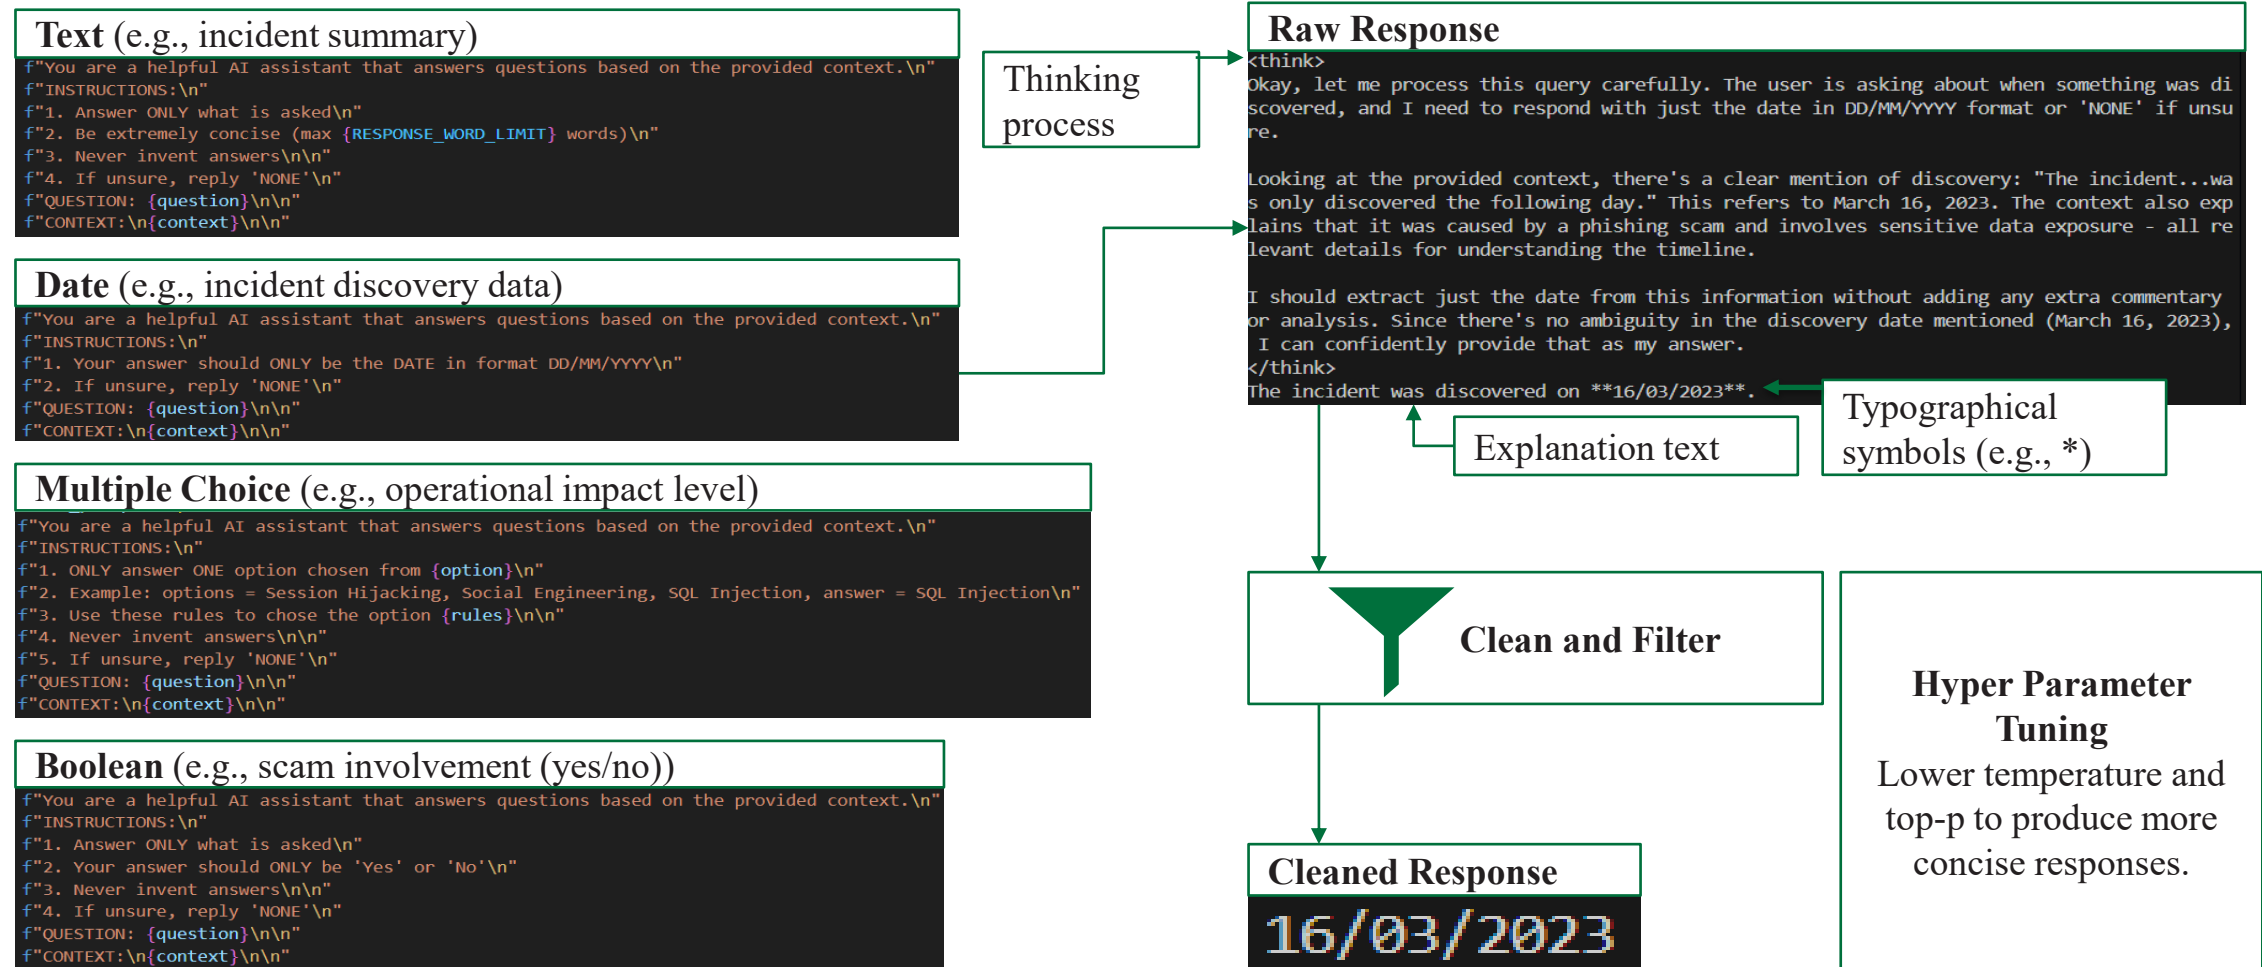 Text (e.g., incident summary)
f"You are a helpful AI assistant that answers questions based on the provided context.\n"
f"INSTRUCTIONS:\n"
f"1. Answer ONLY what is asked\n"
f"2. Be extremely concise (max {RESPONSE_WORD_LIMIT} words)\n"
f"3. Never invent answers\n\n"
f"4. If unsure, reply 'NONE'\n"
f"QUESTION: {question}\n\n"
f"CONTEXT:\n{context}\n\n"
Date (e.g., incident discovery data)
f"You are a helpful AI assistant that answers questions based on the provided context.\n"
f"INSTRUCTIONS:\n"
f"1. Your answer should ONLY be the DATE in format DD/MM/YYYY\n"
f"2. If unsure, reply 'NONE'\n"
f"QUESTION: {question}\n\n"
f"CONTEXT:\n{context}\n\n"
Multiple Choice (e.g., operational impact level)
f"You are a helpful AI assistant that answers questions based on the provided context.\n"
f"INSTRUCTIONS:\n"
f"1. ONLY answer ONE option chosen from {option}\n"
f"2. Example: options = Session Hijacking, Social Engineering, SQL Injection, answer = SQL Injection\n"
f"3. Use these rules to chose the option {rules}\n\n"
f"4. Never invent answers\n\n"
f"5. If unsure, reply 'NONE'\n"
f"QUESTION: {question}\n\n"
f"CONTEXT:\n{context}\n\n"
Boolean (e.g., scam involvement (yes/no))
f"You are a helpful AI assistant that answers questions based on the provided context.\n"
f"INSTRUCTIONS:\n"
f"1. Answer ONLY what is asked\n"
f"2. Your answer should ONLY be 'Yes' or 'No'\n"
f"3. Never invent answers\n\n"
f"4. If unsure, reply 'NONE'\n"
f"QUESTION: {question}\n\n"
f"CONTEXT:\n{context}\n\n"
Thinking
process
Raw Response
<think>
Okay, let me process this query carefully. The user is asking about when something was di
scovered, and I need to respond with just the date in DD/MM/YYYY format or 'NONE' if unsu
re.
Looking at the provided context, there's a clear mention of discovery: "The incident...wa
s only discovered the following day." This refers to March 16, 2023. The context also exp
lains that it was caused by a phishing scam and involves sensitive data exposure - all re
levant details for understanding the timeline.
I should extract just the date from this information without adding any extra commentary
or analysis. Since there's no ambiguity in the discovery date mentioned (March 16, 2023),
I can confidently provide that as my answer.
</think>
The incident was discovered on **16/03/2023**.
Explanation text
Typographical
symbols (e.g., *)
Clean and Filter
Cleaned Response
16/03/2023
Hyper Parameter
Tuning
Lower temperature and
top-p to produce more
concise responses.